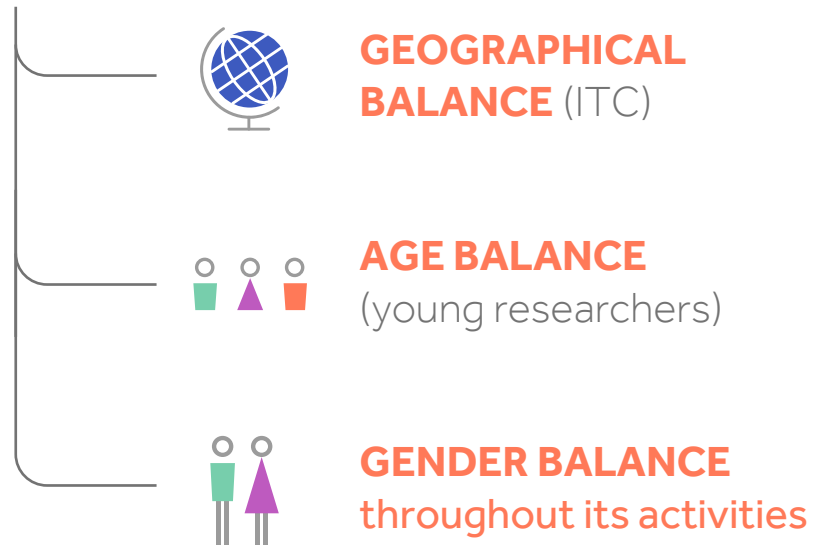 GEOGRAPHICAL
BALANCE (ITC)
AGE BALANCE
(young researchers)
GENDER BALANCE
throughout its activities